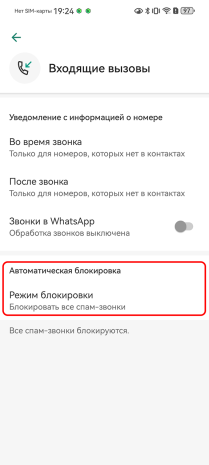 Нет SIM-карты 19:24
97
Входящие вызовы
Уведомление с информацией о номере
Во время звонка
Только для номеров, которых нет в контактах
После звонка
Только для номеров, которых нет в контактах
Звонки в WhatsApp
Обработка звонков выключена
Автоматическая блокировка
Режим блокировки
Блокировать все спам-звонки
Все спам-звонки блокируются.